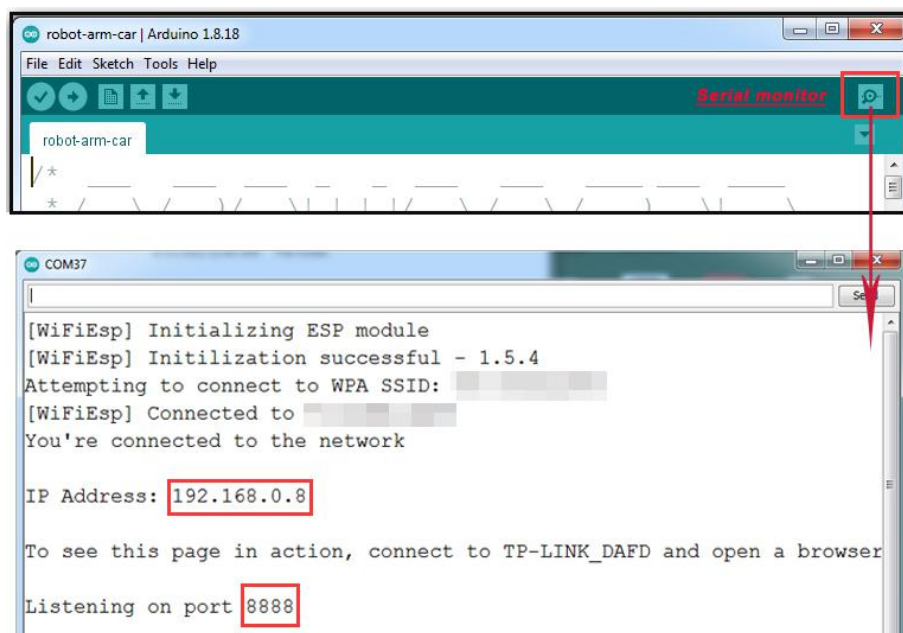 robot-arm-car | Arduino 1.8.18
File Edit Sketch Tools Help
Serial monitor
robot-arm-car
/*
*
COM37
[WiFiEsp] Initializing ESP module
[WiFiEsp] Initilization successful - 1.5.4
Attempting to connect to WPA SSID:
[WiFiEsp] Connected to
You're connected to the network
IP Address: 192.168.0.8
To see this page in action, connect to TP-LINK_DAFD and open a browser
Listening on port 8888